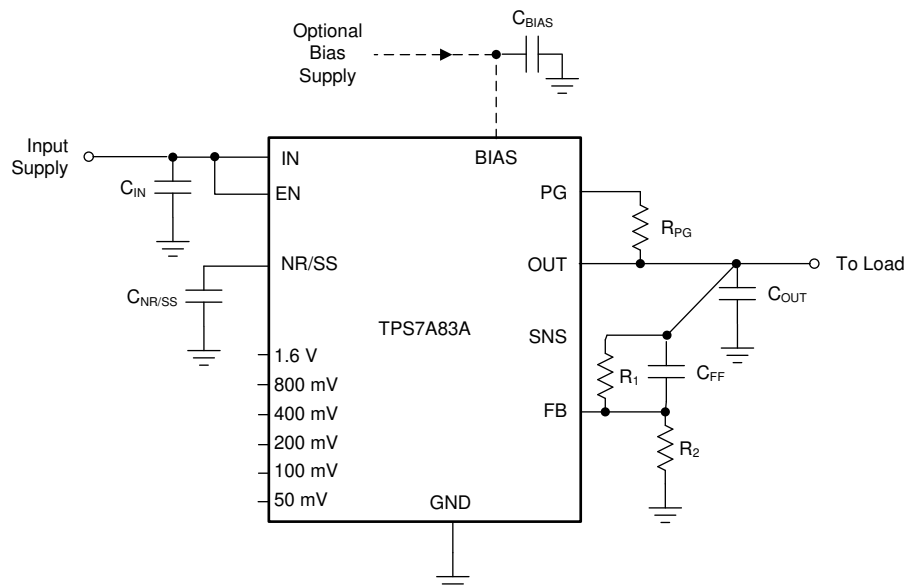 Optional
Bias
Supply
CBIAS
Input
Supply
CIN
IN
EN
BIAS
PG
RPG
NR/SS
CNR/SS
OUT
To Load
COUT
TPS7A83A
SNS
R1
CFF
FB
R2
1.6 V
800 mV
400 mV
200 mV
100 mV
50 mV
GND